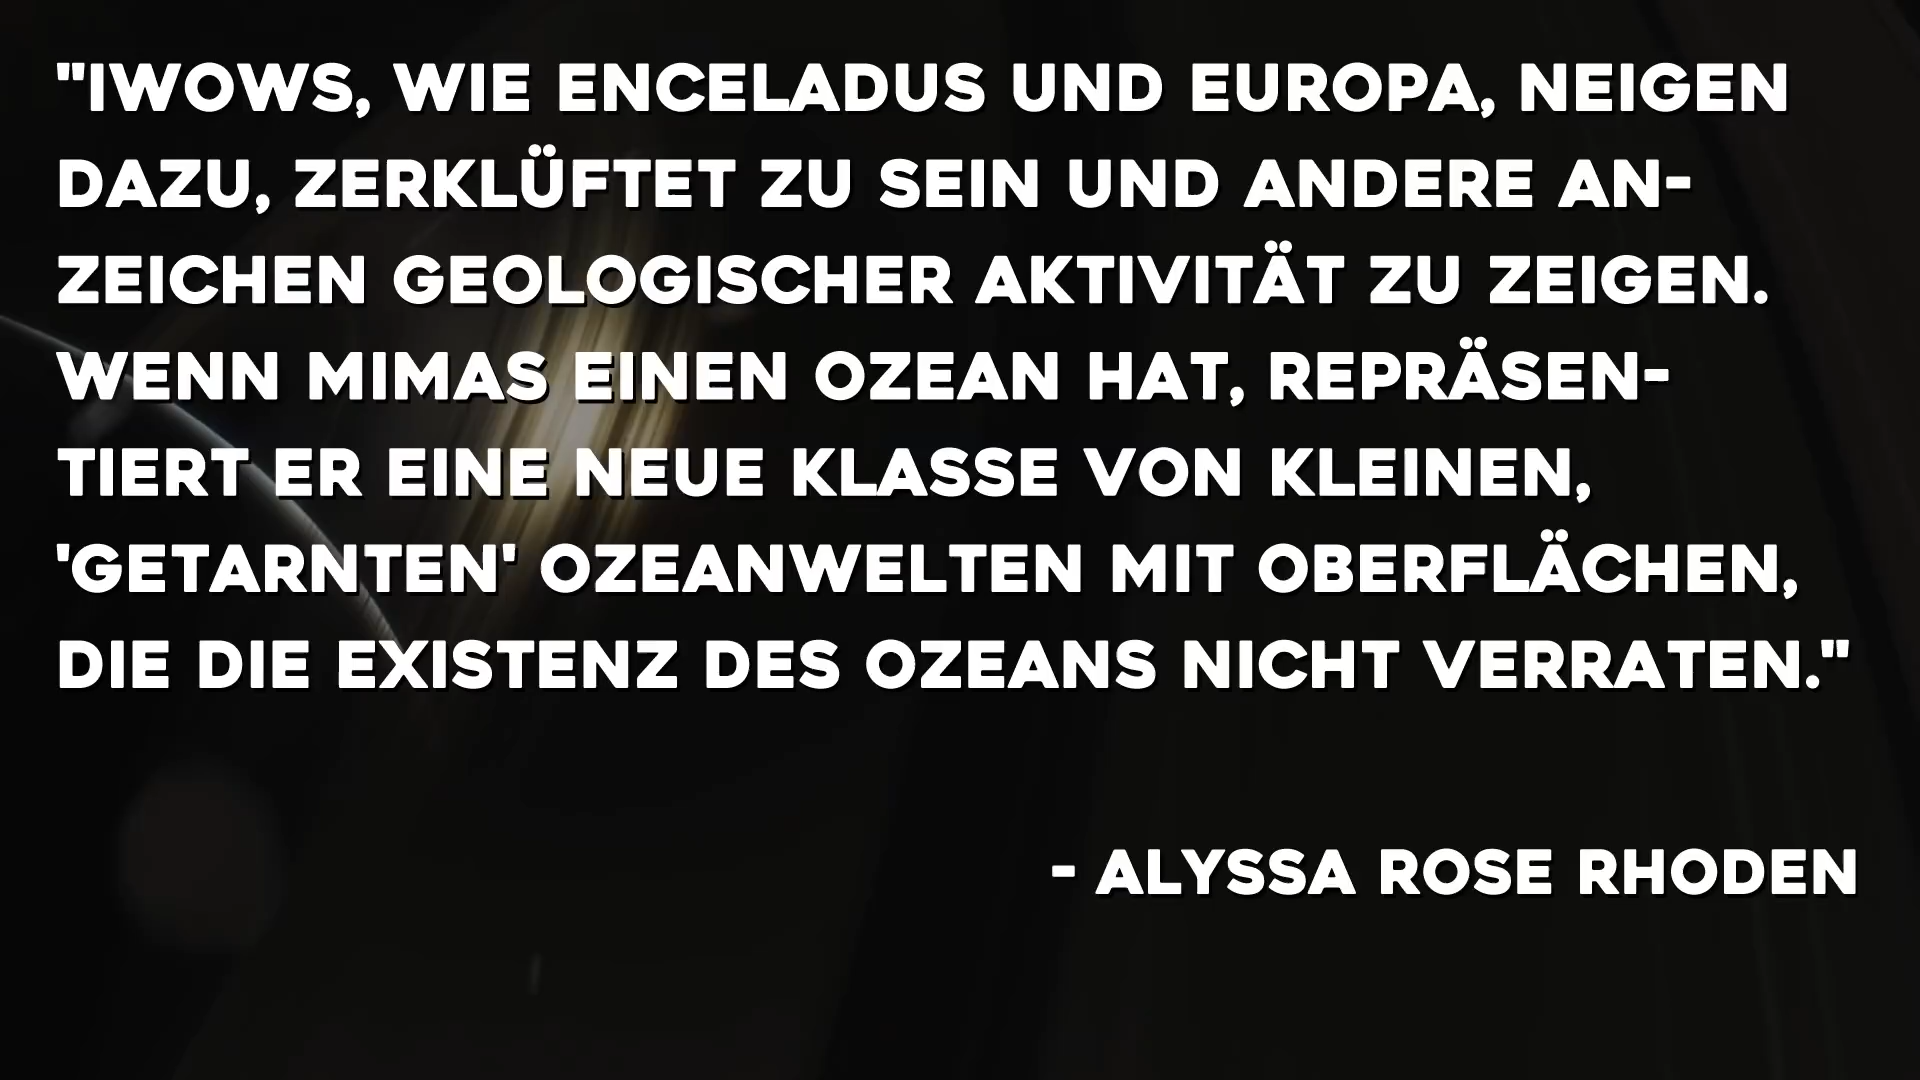 "IWOWS, WIE ENCELADUS UND EUROPA, NEIGEN
DAZU, ZERKLÜFTET ZU SEIN UND ANDERE AN-
ZEICHEN GEOLOGISCHER AKTIVITÄT ZU ZEIGEN.
WENN MIMAS EINEN OZEAN HAT, REPRÄSEN-
TIERT ER EINE NEUE KLASSE VON KLEINEN,
'GETARNTEN' OZEANWELTEN MIT OBERFLÄCHEN,
DIE DIE EXISTENZ DES OZEANS NICHT VERRATEN."
- ALYSSA ROSE RHODEN